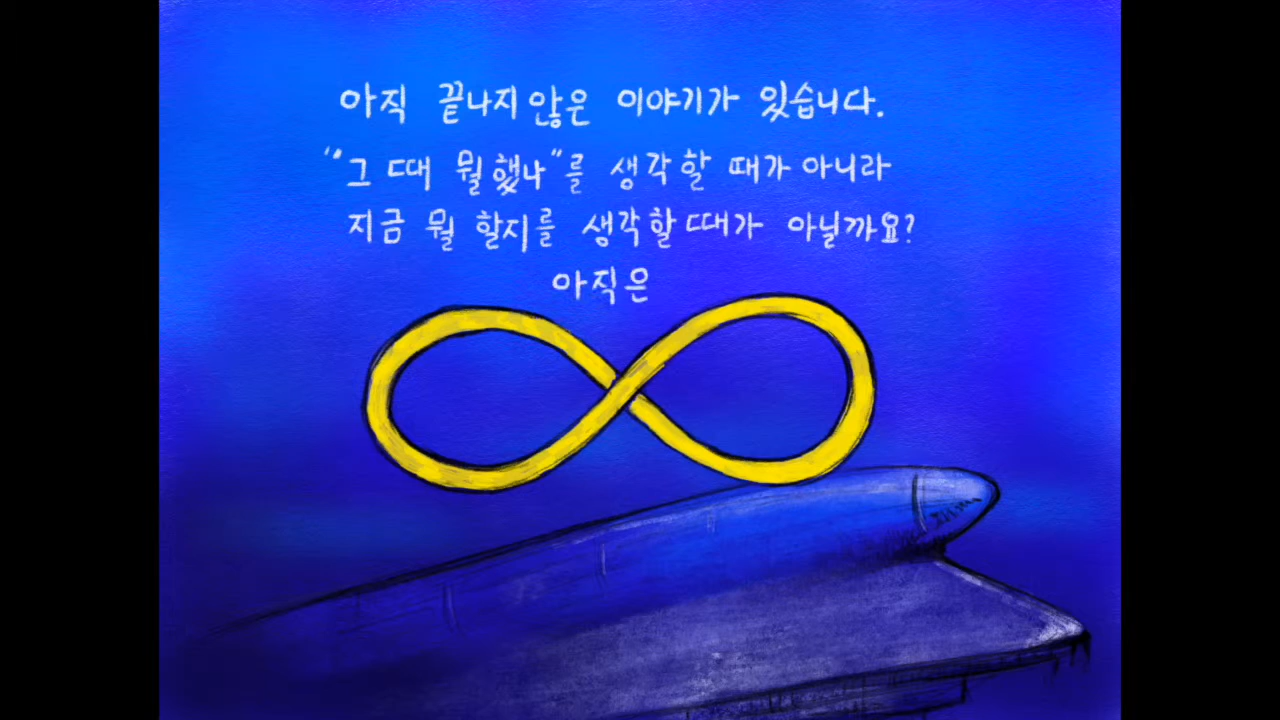 아직 끝나지 않은 이야기가 있습니다.
"그 때 뭘 했나"를 생각할 때가 아니라
지금 뭘 할지를 생각할 때가 아닐까요?
아직은